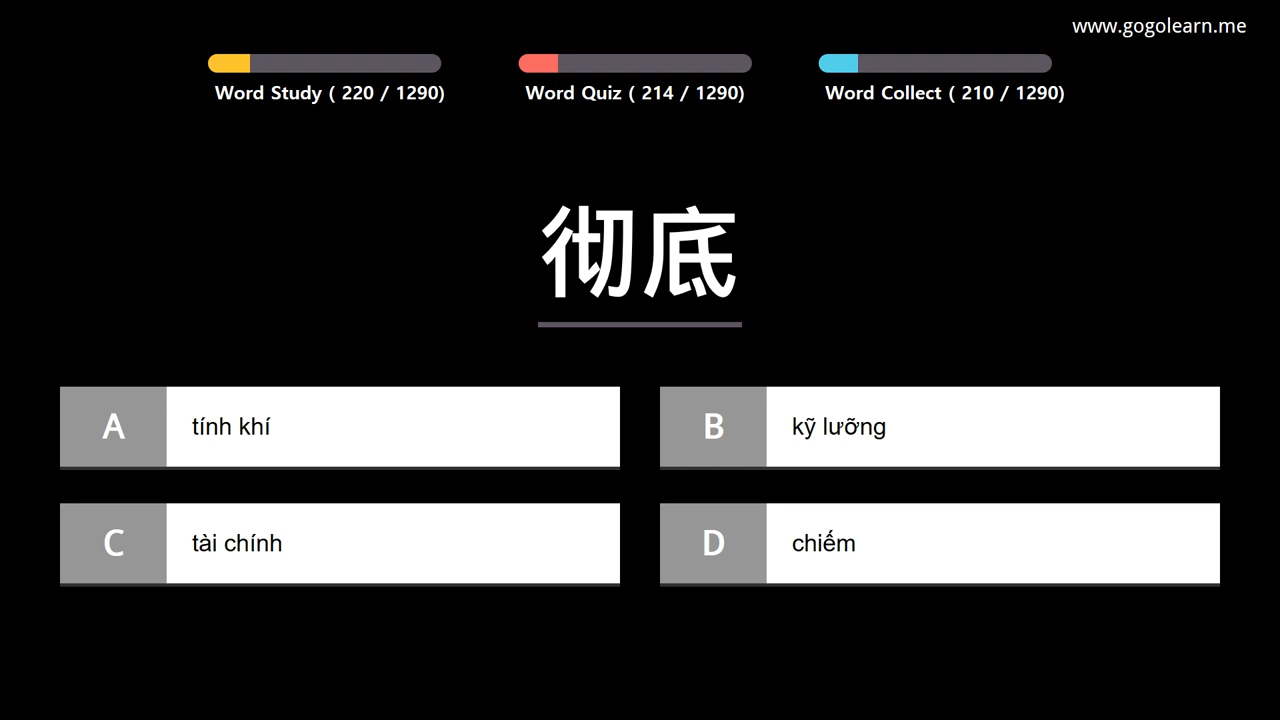 www.gogolearn.me
Word Study ( 220 / 1290)
Word Quiz ( 214 / 1290)
Word Collect ( 210 / 1290)
彻底
A tính khí
B kỹ lưỡng
C tài chính
D chiếm